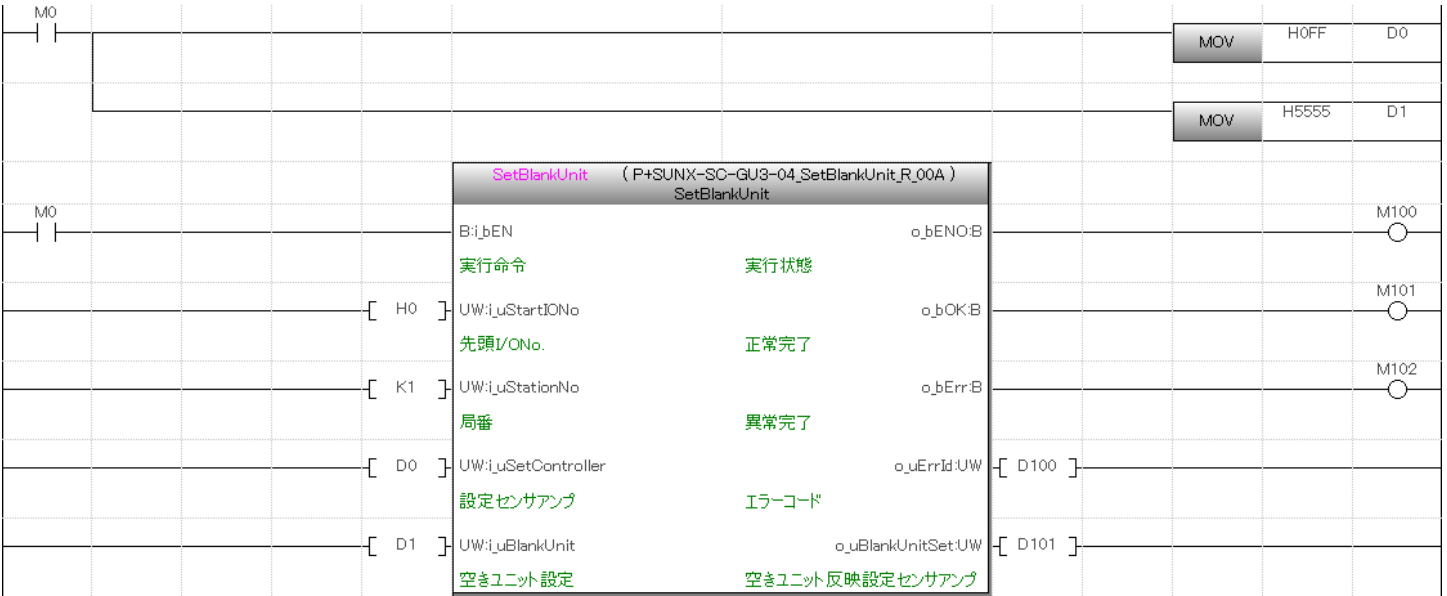 M0
MOV H0FF D0
MOV H5555 D1
SetBlankUnit (P+SUNX-SC-GU3-04_SetBlankUnit_R_00A)
SetBlankUnit
M0 M100
B:i_bEN o_bENO:B
実行命令 実行状態
M101
H0 UW:i_uStartIONo o_bOK:B
先頭I/ONo. 正常完了
M102
K1 UW:i_uStationNo o_bErr:B
局番 異常完了
D0 UW:i_uSetController o_uErrId:UW D100
設定センサアンプ エラーコード
D1 UW:i_uBlankUnit o_uBlankUnitSet:UW D101
空きユニット設定 空きユニット反映設定センサアンプ